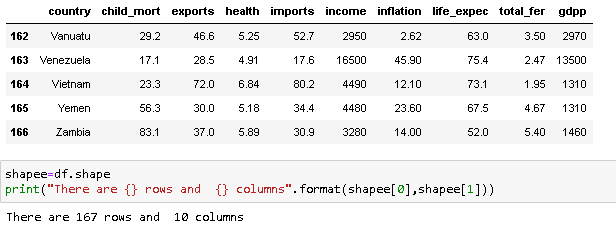 country child_mort exports health imports income inflation life_expec total_fer gdpp
162 Vanuatu 29.2 46.6 5.25 52.7 2950 2.62 63.0 3.50 2970
163 Venezuela 17.1 28.5 4.91 17.6 16500 45.90 75.4 2.47 13500
164 Vietnam 23.3 72.0 6.84 80.2 4490 12.10 73.1 1.95 1310
165 Yemen 56.3 30.0 5.18 34.4 4480 23.60 67.5 4.67 1310
166 Zambia 83.1 37.0 5.89 30.9 3280 14.00 52.0 5.40 1460
shapee=df.shape
print("There are {} rows and  {} columns".format(shapee[0],shapee[1]))
There are 167 rows and  10 columns